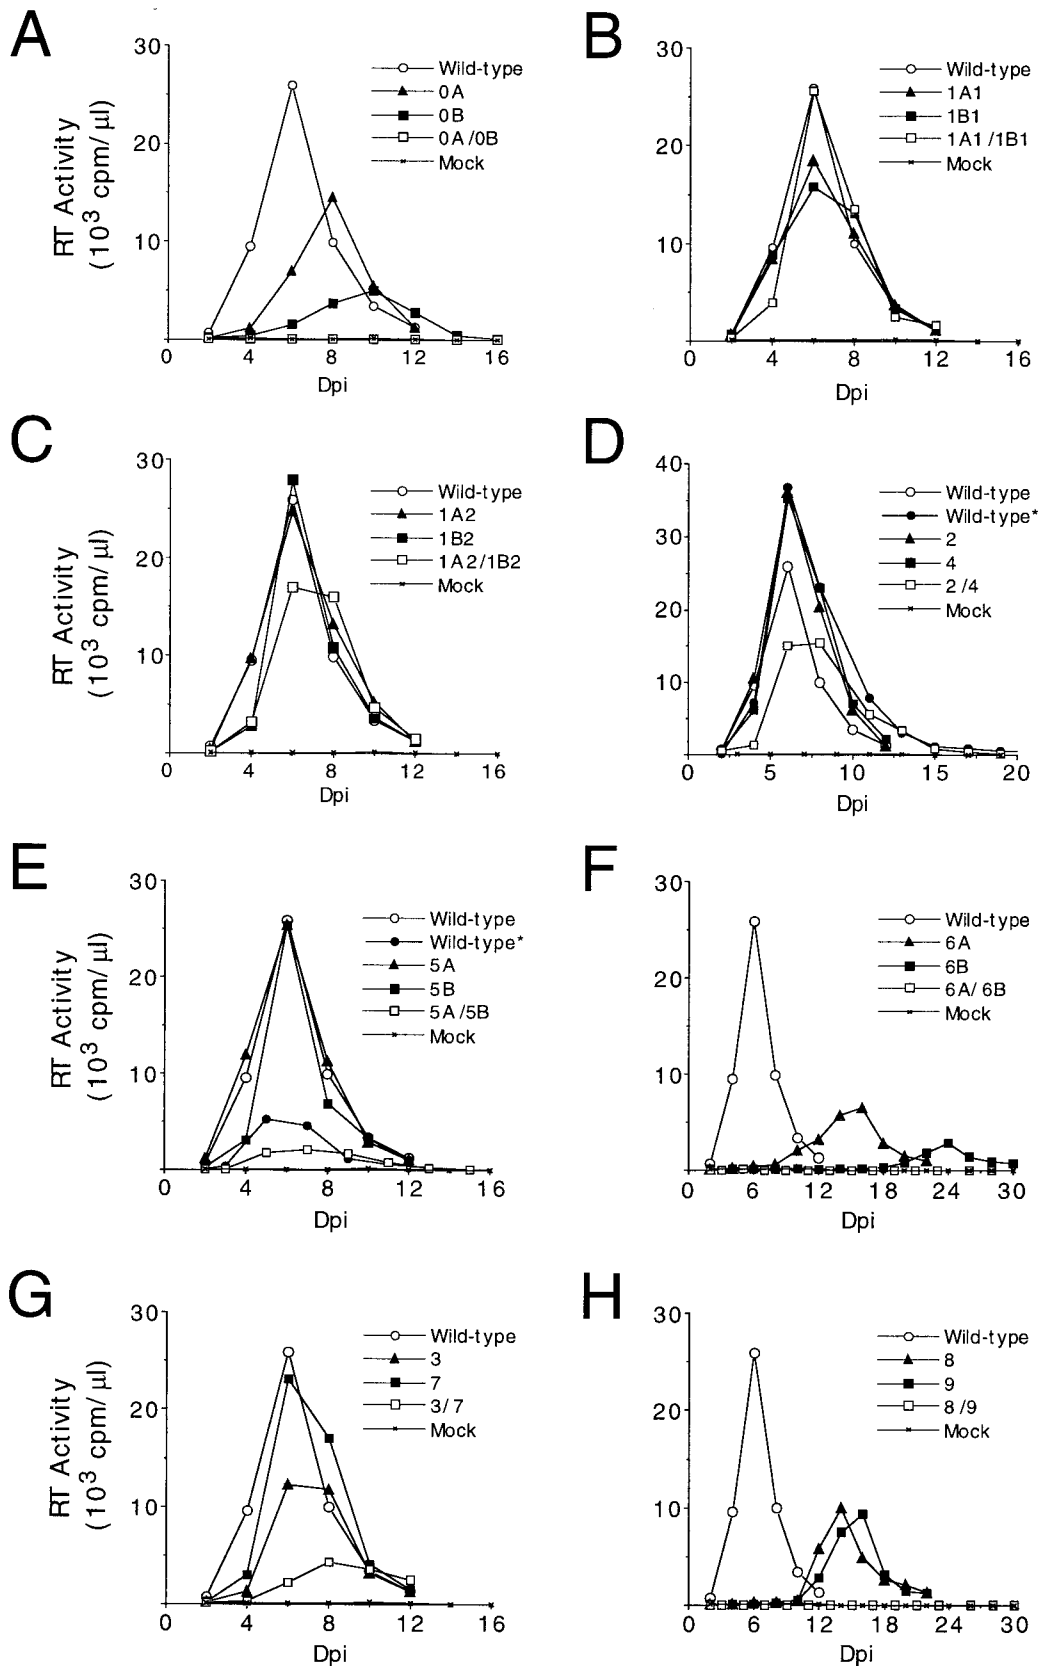 A
RT Activity
(10³ cpm/µl)
30
20
10
Wild-type
0A
0B
0A/0B
Mock
0 4 8 12 16
Dpi
B
30
20
10
Wild-type
1A1
1B1
1A1/1B1
Mock
0 4 8 12 16
Dpi
C
RT Activity
(10³ cpm/µl)
30
20
10
Wild-type
1A2
1B2
1A2/1B2
Mock
0 4 8 12 16
Dpi
D
40
30
20
10
Wild-type
Wild-type*
2
4
2/4
Mock
0 5 10 15 20
Dpi
E
RT Activity
(10³ cpm/µl)
30
20
10
Wild-type
Wild-type*
5A
5B
5A/5B
Mock
0 4 8 12 16
Dpi
F
30
20
10
Wild-type
6A
6B
6A/6B
Mock
0 6 12 18 24 30
Dpi
G
RT Activity
(10³ cpm/µl)
30
20
10
Wild-type
3
7
3/7
Mock
0 4 8 12 16
Dpi
H
30
20
10
Wild-type
8
9
8/9
Mock
0 6 12 18 24 30
Dpi